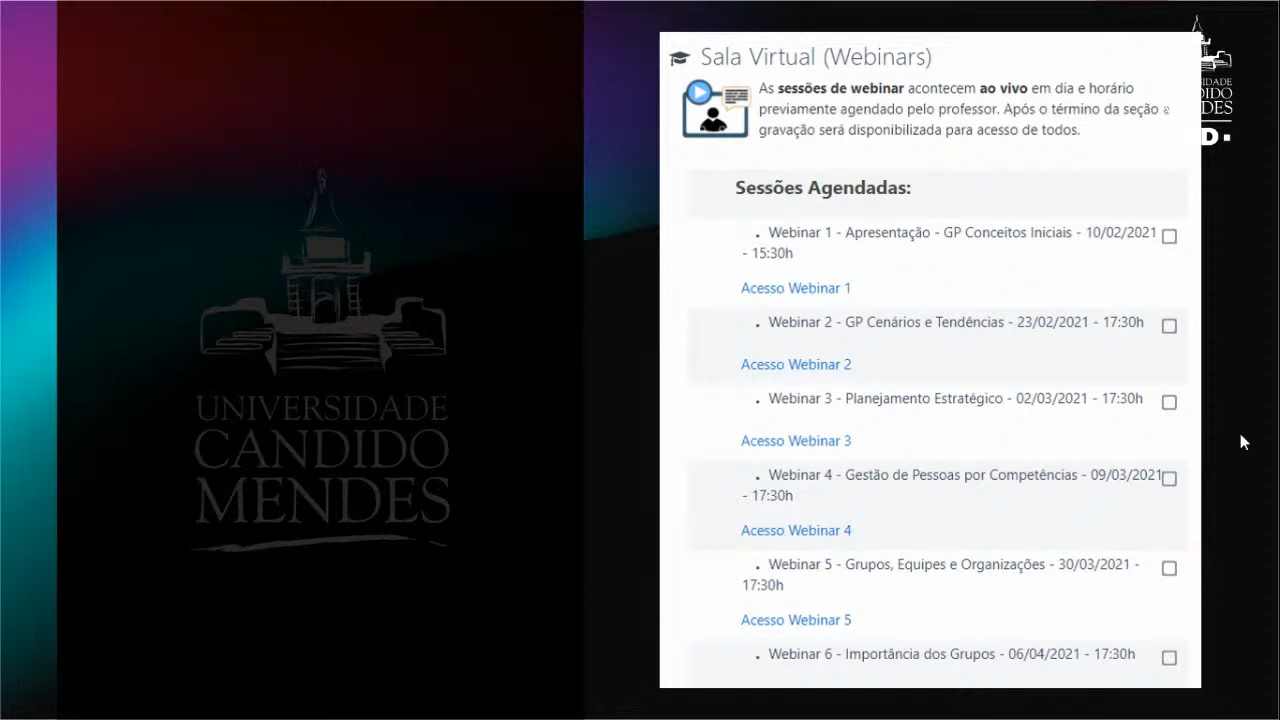 Sala Virtual (Webinars)
As sessões de webinar acontecem ao vivo em dia e horário
previamente agendado pelo professor. Após o término da seção a
gravação será disponibilizada para acesso de todos.
Sessões Agendadas:
Webinar 1 - Apresentação - GP Conceitos Iniciais - 10/02/2021
- 15:30h
Acesso Webinar 1
Webinar 2 - GP Cenários e Tendências - 23/02/2021 - 17:30h
Acesso Webinar 2
Webinar 3 - Planejamento Estratégico - 02/03/2021 - 17:30h
Acesso Webinar 3
Webinar 4 - Gestão de Pessoas por Competências - 09/03/2021
- 17:30h
Acesso Webinar 4
Webinar 5 - Grupos, Equipes e Organizações - 30/03/2021 -
17:30h
Acesso Webinar 5
Webinar 6 - Importância dos Grupos - 06/04/2021 - 17:30h
UNIVERSIDADE
CANDIDO
MENDES